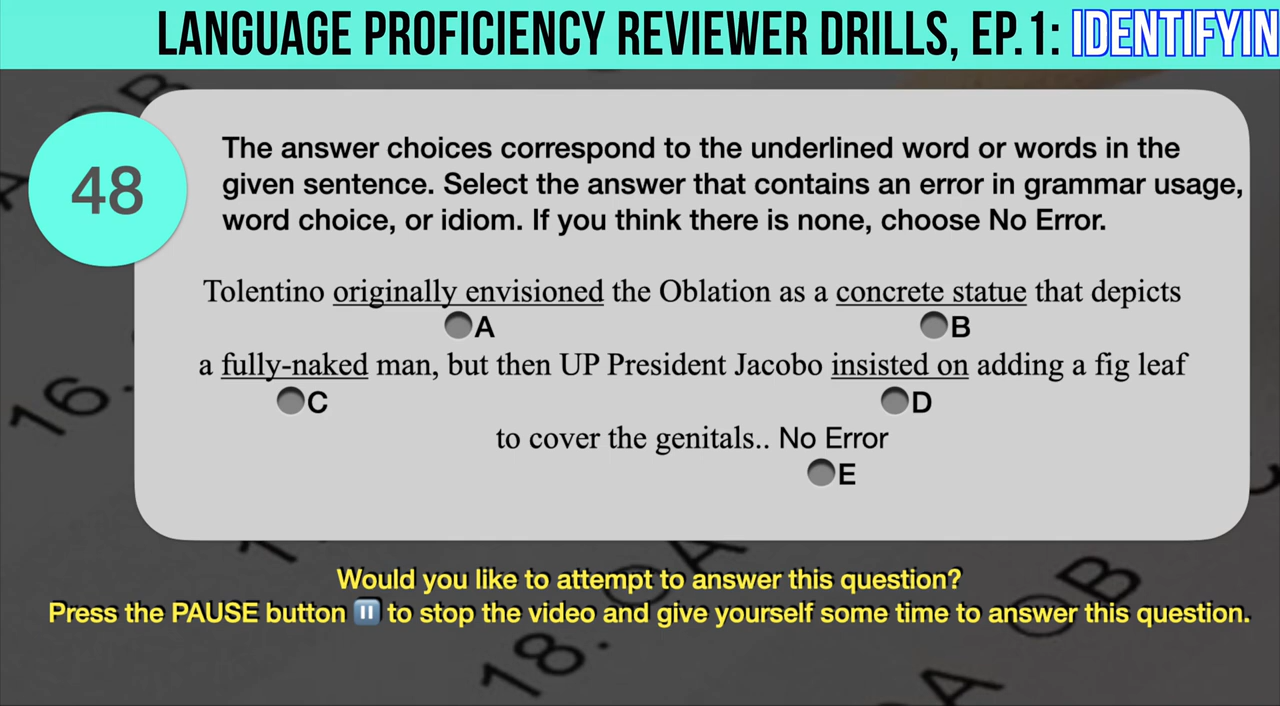 LANGUAGE PROFICIENCY REVIEWER DRILLS, EP.1: IDENTIFYIN
48
The answer choices correspond to the underlined word or words in the
given sentence. Select the answer that contains an error in grammar usage,
word choice, or idiom. If you think there is none, choose No Error.
Tolentino originally envisioned the Oblation as a concrete statue that depicts
A B
a fully-naked man, but then UP President Jacobo insisted on adding a fig leaf
C D
to cover the genitals.. No Error
E
Would you like to attempt to answer this question?
Press the PAUSE button ⏸ to stop the video and give yourself some time to answer this question.
16.
18.
A
B